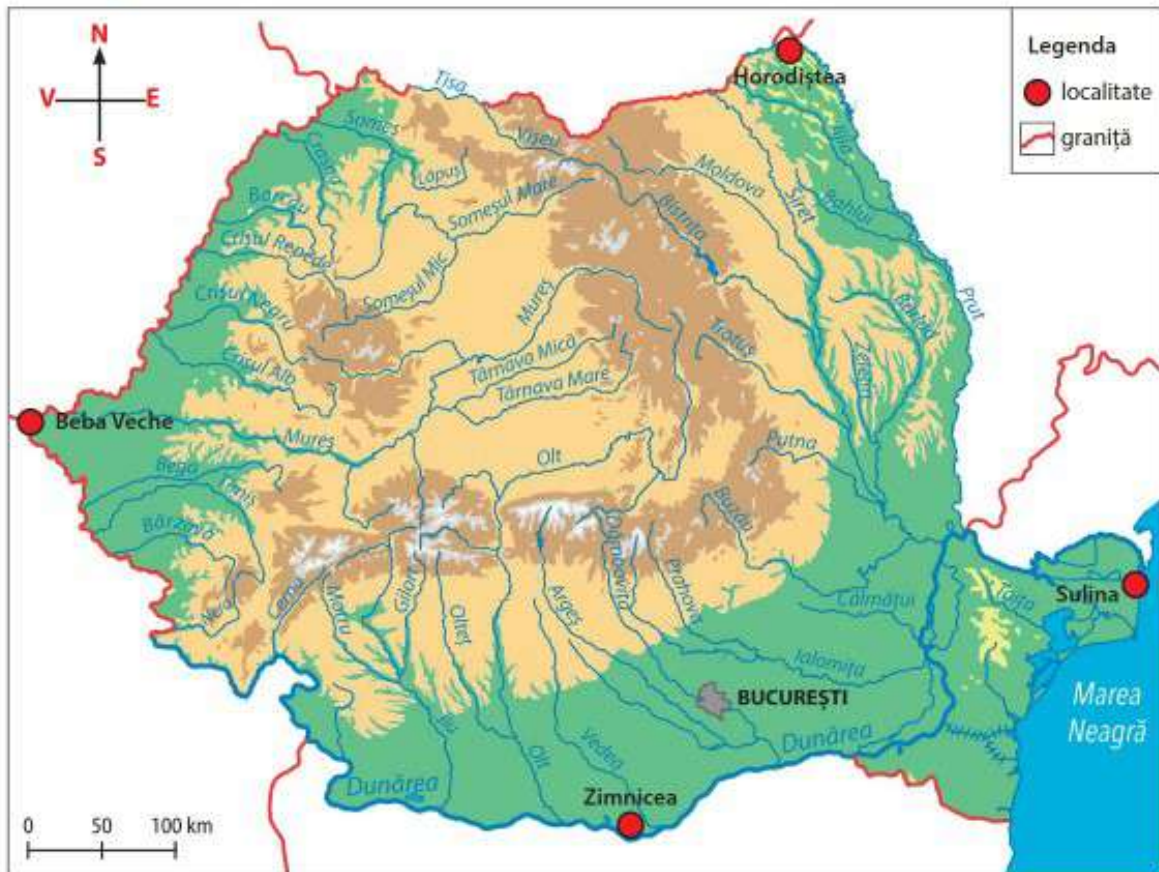 N
V
E
S
Legenda
localitate
graniță
Horodiștea
Tisa
Vișeu
Someș
Crasna
Lăpuș
Someșul Mare
Moldova
Siret
Jijia
Bahlui
Barcău
Bistrița
Crișul Repede
Someșul Mic
Crișul Negru
Mureș
Prut
Bârlad
Trotuș
Zeletin
Târnava Mică
Crișul Alb
Târnava Mare
Beba Veche
Mureș
Putna
Olt
Bega
Timiș
Buzău
Bârzava
Dâmbovița
Nera
Cerna
Motru
Gilort
Olteț
Argeș
Prahova
Călmățui
Taița
Sulina
Ialomița
BUCUREȘTI
Marea
Neagră
Jiu
Olt
Vedea
Dunărea
Dunărea
Zimnicea
0 50 100 km